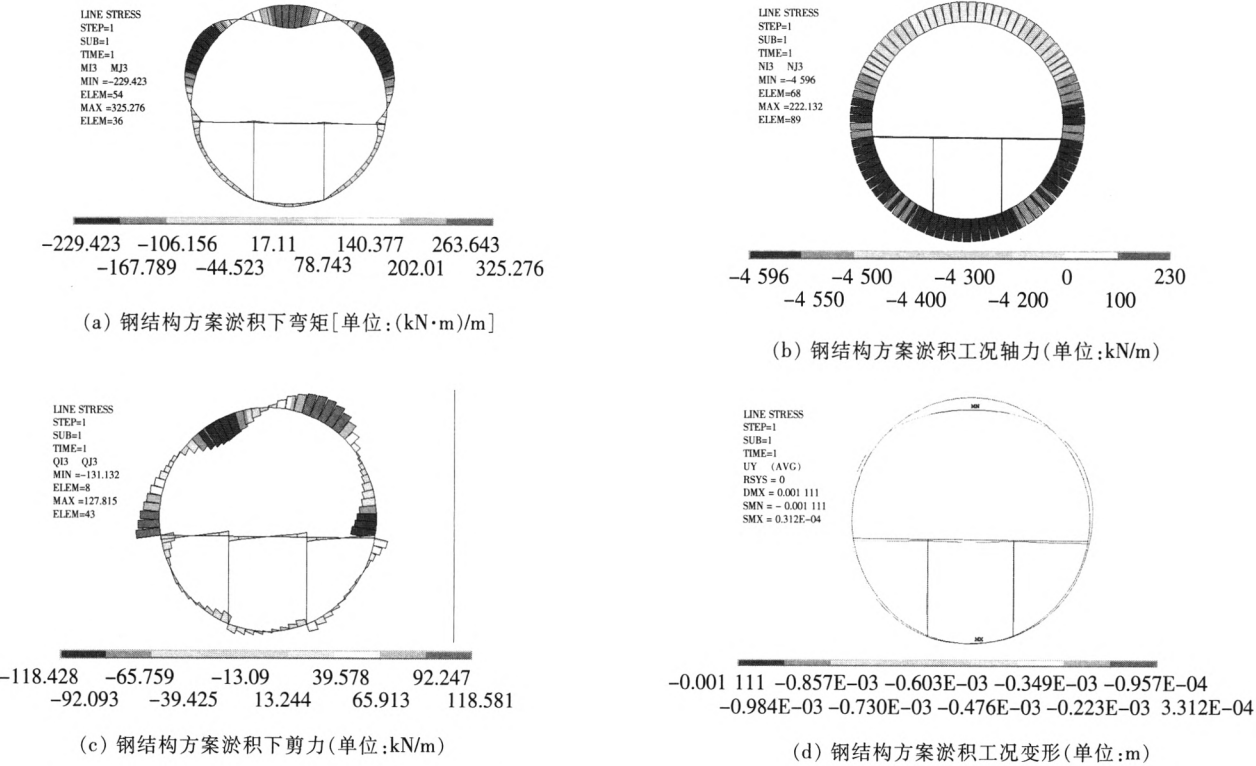 LINE STRESS
STEP=1
SUB=1
TIME=1
MI3 MJ3
MIN =-229.423
ELEM=54
MAX =325.276
ELEM=36
-229.423 -106.156 17.11 140.377 263.643
-167.789 -44.523 78.743 202.01 325.276
(a) 钢结构方案淤积下弯矩[单位:(kN·m)/m]
LINE STRESS
STEP=1
SUB=1
TIME=1
NI3 NJ3
MIN =-4 596
ELEM=68
MAX =222.132
ELEM=89
-4 596 -4 500 -4 300 0 230
-4 550 -4 400 -4 200 100
(b) 钢结构方案淤积工况轴力(单位:kN/m)
LINE STRESS
STEP=1
SUB=1
TIME=1
QI3 QJ3
MIN =-131.132
ELEM=8
MAX =127.815
ELEM=43
-118.428 -65.759 -13.09 39.578 92.247
-92.093 -39.425 13.244 65.913 118.581
(c) 钢结构方案淤积下剪力(单位:kN/m)
LINE STRESS
STEP=1
SUB=1
TIME=1
UY (AVG)
RSYS = 0
DMX = 0.001 111
SMN = - 0.001 111
SMX = 0.312E-04
MN
MX
-0.001 111 -0.857E-03 -0.603E-03 -0.349E-03 -0.957E-04
-0.984E-03 -0.730E-03 -0.476E-03 -0.223E-03 3.312E-04
(d) 钢结构方案淤积工况变形(单位:m)